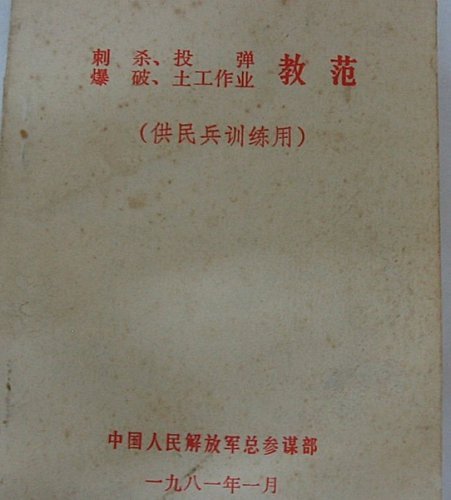 刺杀、投弹
爆破、土工作业 教范
（供民兵训练用）
中国人民解放军总参谋部
一九八一年一月